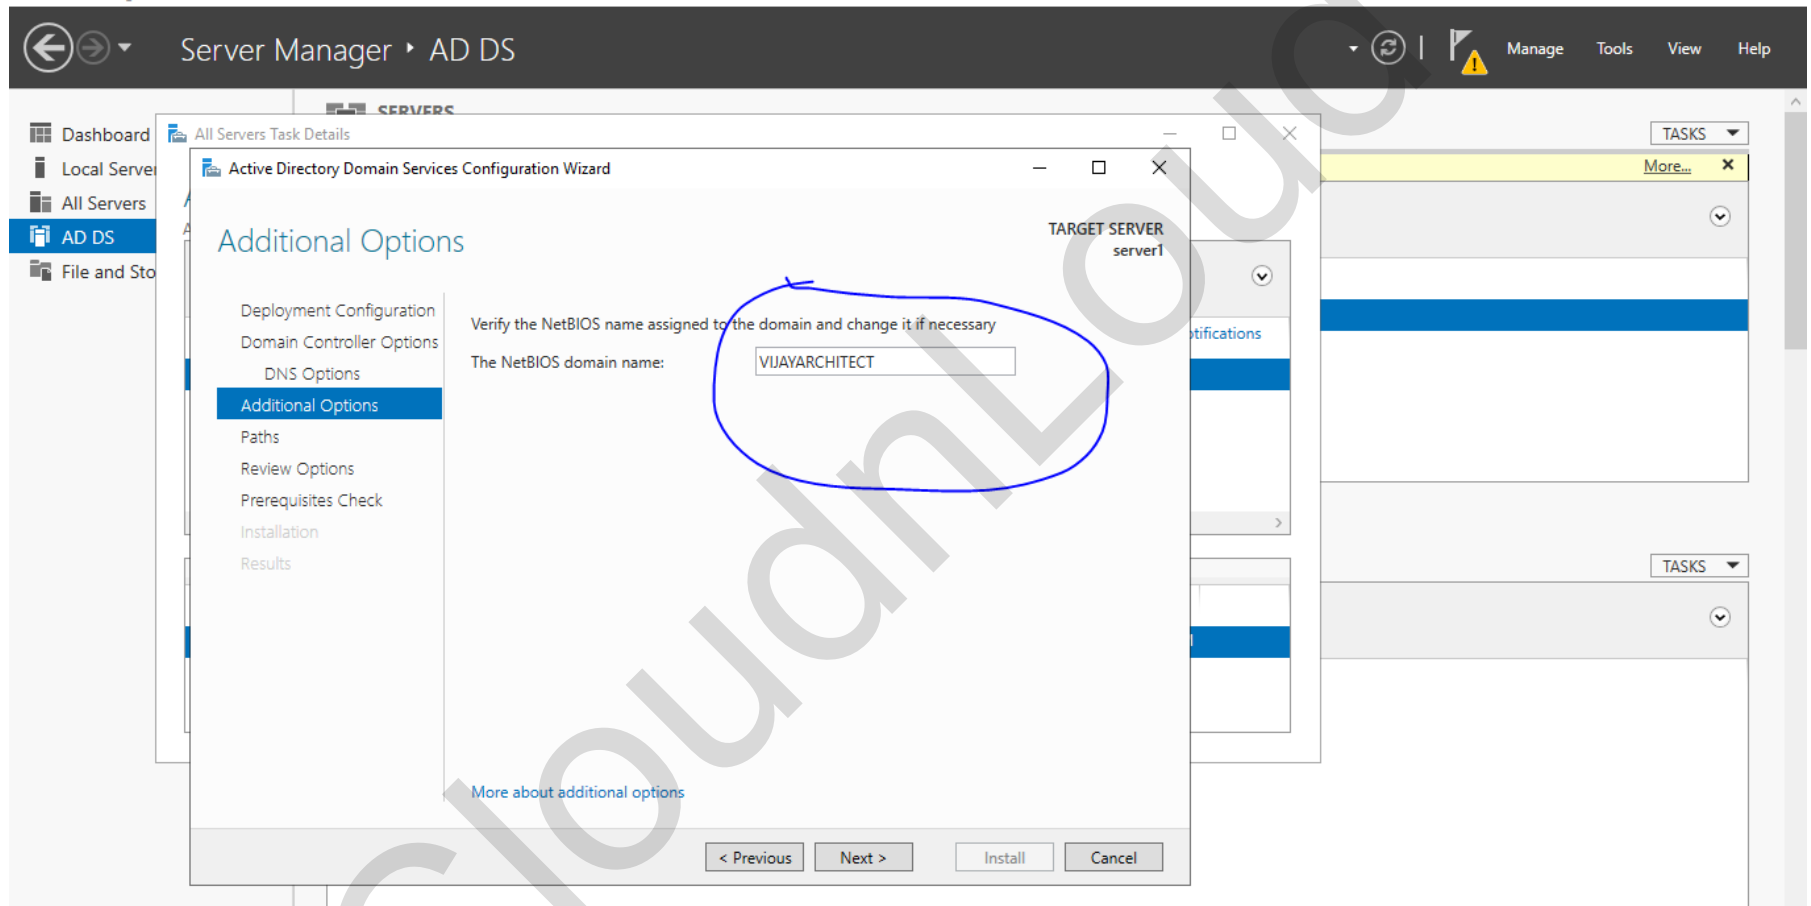 Server Manager ‣ AD DS
Manage Tools View Help
SERVERS
Dashboard
Local Server
All Servers
AD DS
File and Sto
All Servers Task Details
TASKS
More...
Active Directory Domain Services Configuration Wizard
Additional Options
TARGET SERVER
server1
Deployment Configuration
Domain Controller Options
DNS Options
Additional Options
Paths
Review Options
Prerequisites Check
Installation
Results
Verify the NetBIOS name assigned to the domain and change it if necessary
The NetBIOS domain name: VIJAYARCHITECT
otifications
TASKS
More about additional options
< Previous Next > Install Cancel
CloudnLoud